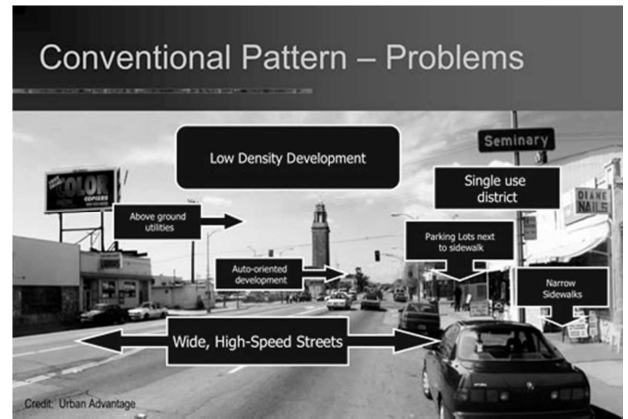 Conventional Pattern – Problems
Low Density Development
Seminary
Single use
district
COLOR
COPIERS
DIANE
NAILS
Above ground
utilities
Parking Lots next
to sidewalk
Auto-oriented
development
Narrow
Sidewalks
Wide, High-Speed Streets
Credit: Urban Advantage